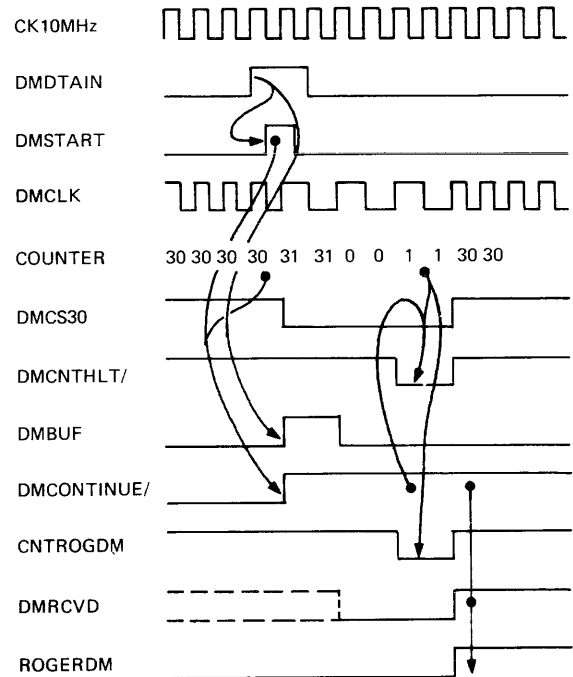 CK10MHz
DMDTAIN
DMSTART
DMCLK
COUNTER 30 30 30 30 31 31 0 0 1 1 30 30
DMCS30
DMCNTHLT/
DMBUF
DMCONTINUE/
CNTROGDM
DMRCVD
ROGERDM